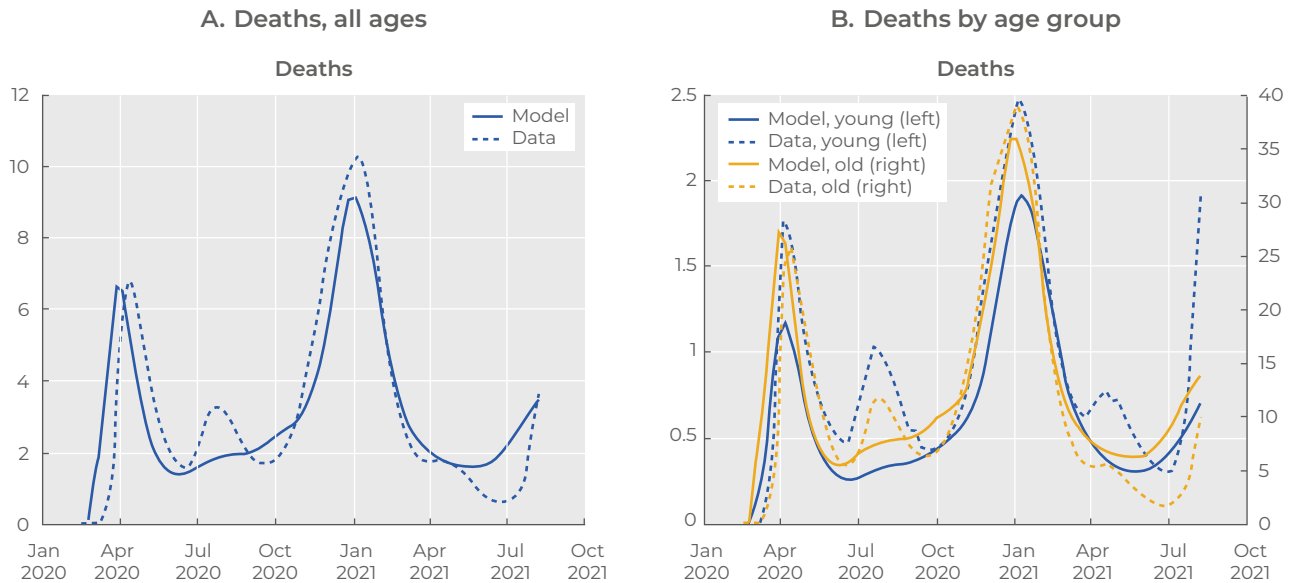 A. Deaths, all ages
Deaths
12
10
8
6
4
2
0
Model
Data
Jan
2020
Apr
2020
Jul
2020
Oct
2020
Jan
2021
Apr
2021
Jul
2021
Oct
2021
B. Deaths by age group
Deaths
2.5
2
1.5
1
0.5
0
Model, young (left)
Data, young (left)
Model, old (right)
Data, old (right)
40
35
30
25
20
15
10
5
0
Jan
2020
Apr
2020
Jul
2020
Oct
2020
Jan
2021
Apr
2021
Jul
2021
Oct
2021